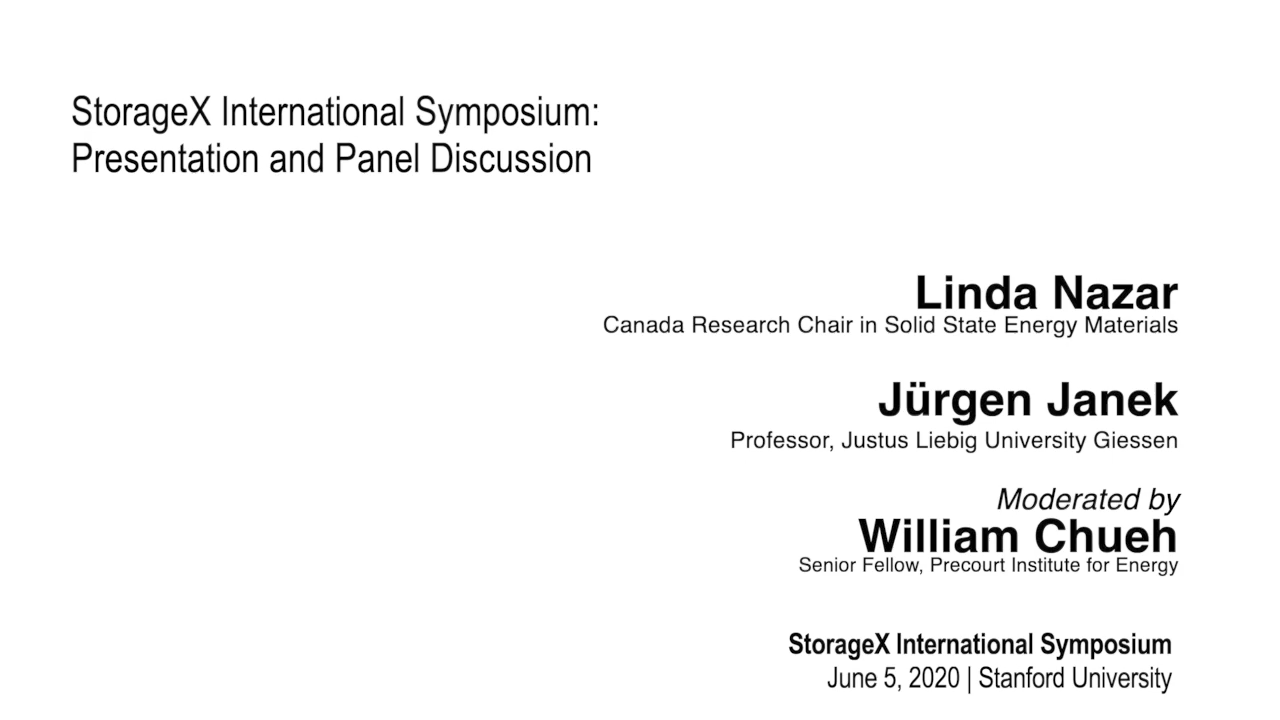 StorageX International Symposium:
Presentation and Panel Discussion
Linda Nazar
Canada Research Chair in Solid State Energy Materials
Jürgen Janek
Professor, Justus Liebig University Giessen
Moderated by
William Chueh
Senior Fellow, Precourt Institute for Energy
StorageX International Symposium
June 5, 2020 | Stanford University